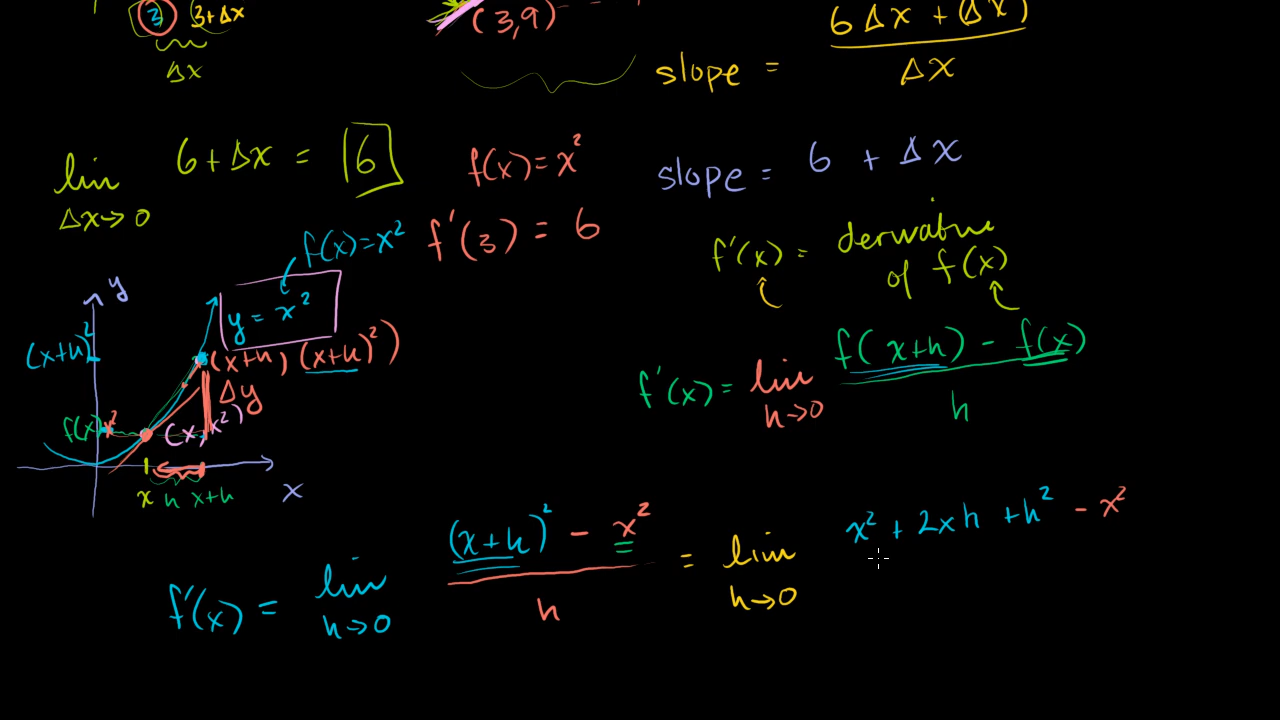 3 3+Δx
Δx
(3,9)
6Δx + (Δx)
slope = Δx
lim 6+Δx = 6
Δx→0
f(x)=x²
slope = 6 + Δx
f'(3) = 6
f'(x) = derivative
of f(x)
f(x)=x²
y
y = x²
(x+h)²
(x+h, (x+h)²)
Δy
f(x) x²
(x, x²)
x h x+h
x
f'(x) = lim f(x+h) - f(x)
h→0 h
f'(x) = lim (x+h)² - x² = lim x² + 2xh + h² - x²
h→0 h h→0